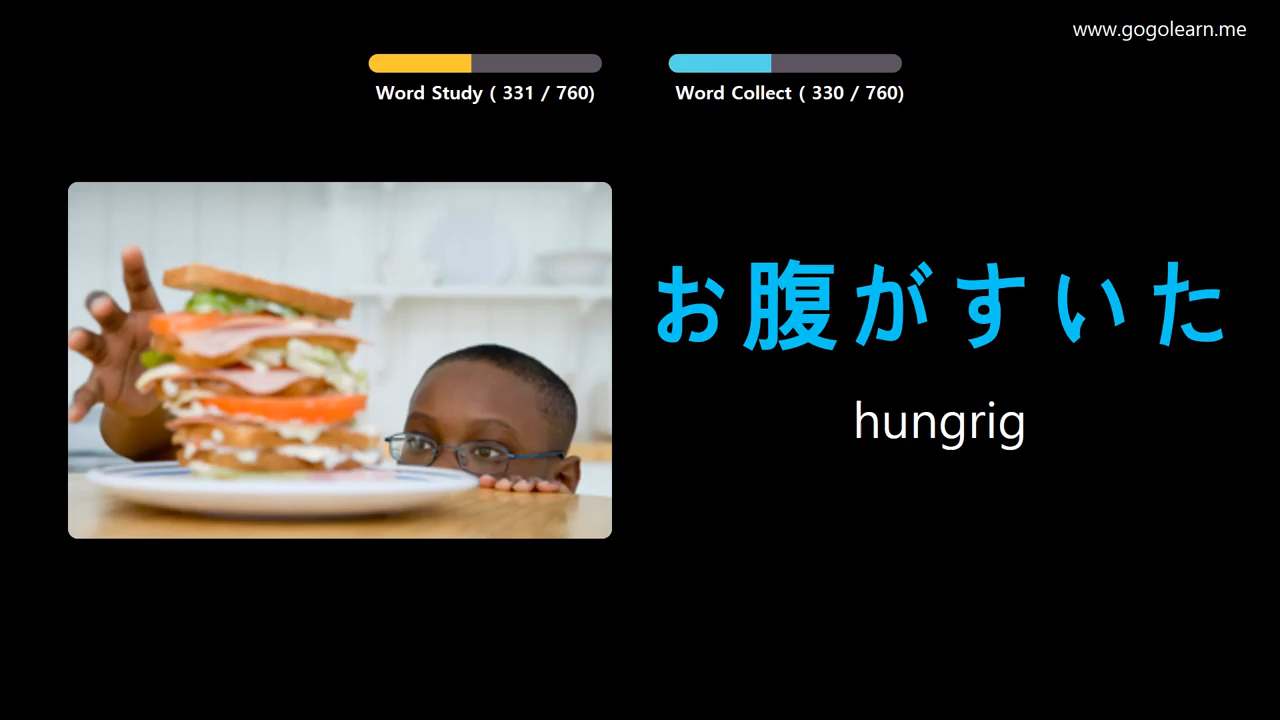 www.gogolearn.me
Word Study ( 331 / 760)
Word Collect ( 330 / 760)
お腹がすいた
hungrig